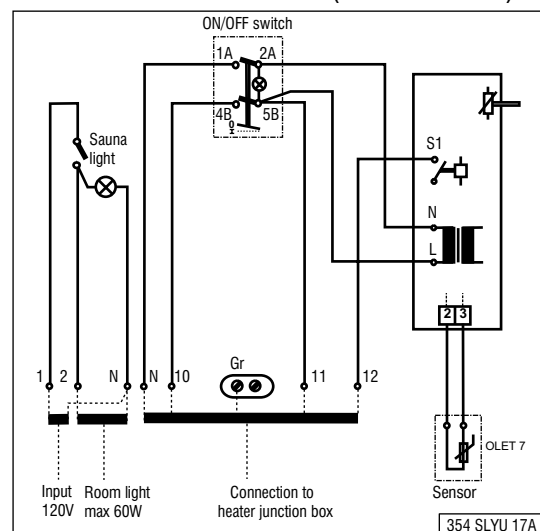 ON/OFF switch
1A 2A
4B 5B
0
I
Sauna
light
S1
N
L
2 3
1 2 N N 10 Gr 11 12
OLET 7
Input
120V
Room light
max 60W
Connection to
heater junction box
Sensor
354 SLYU 17A